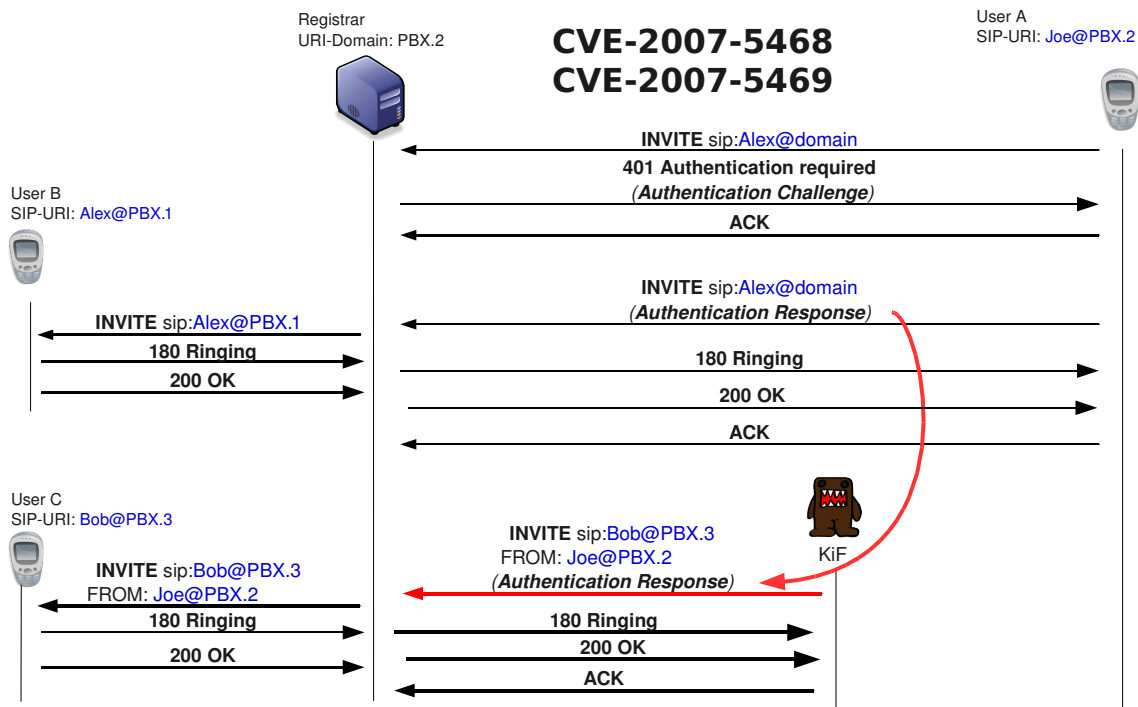 Registrar
URI-Domain: PBX.2
CVE-2007-5468
CVE-2007-5469
User A
SIP-URI: Joe@PBX.2
INVITE sip:Alex@domain
401 Authentication required
(Authentication Challenge)
ACK
User B
SIP-URI: Alex@PBX.1
INVITE sip:Alex@domain
(Authentication Response)
INVITE sip:Alex@PBX.1
180 Ringing
200 OK
180 Ringing
200 OK
ACK
User C
SIP-URI: Bob@PBX.3
KiF
INVITE sip:Bob@PBX.3
FROM: Joe@PBX.2
(Authentication Response)
INVITE sip:Bob@PBX.3
FROM: Joe@PBX.2
180 Ringing
200 OK
180 Ringing
200 OK
ACK